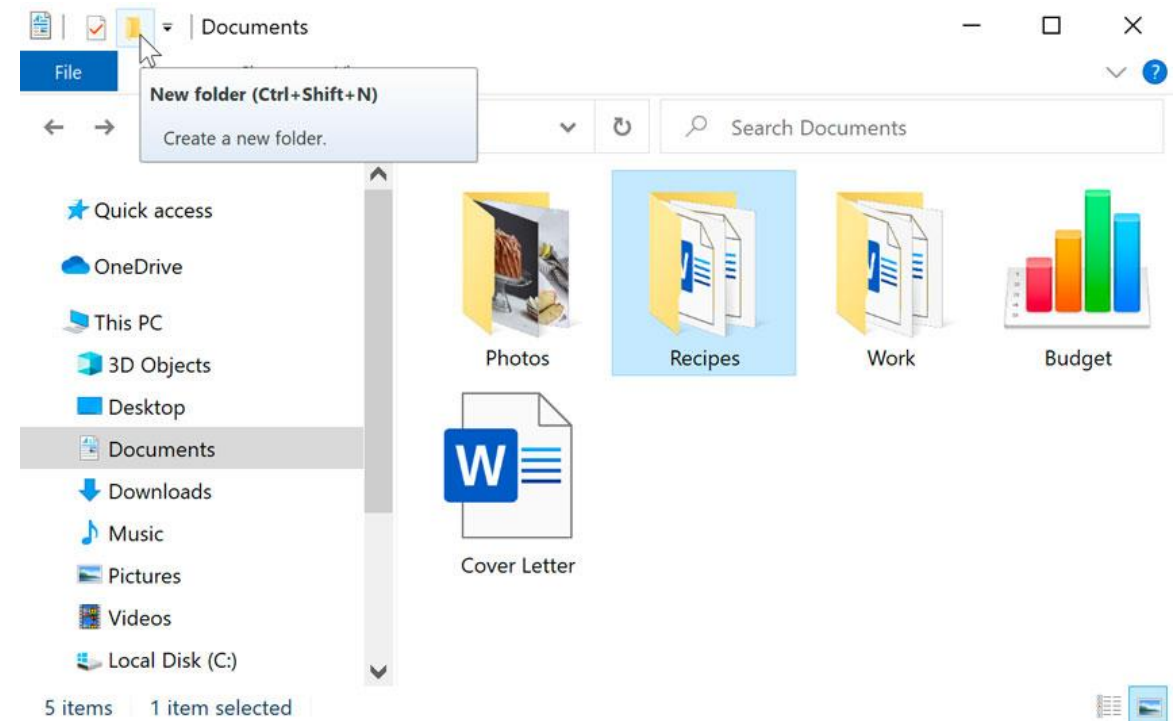 Documents
File
New folder (Ctrl+Shift+N)
Create a new folder.
Search Documents
Quick access
OneDrive
This PC
3D Objects
Desktop
Documents
Downloads
Music
Pictures
Videos
Local Disk (C:)
Photos
Recipes
Work
Budget
W
Cover Letter
5 items
1 item selected